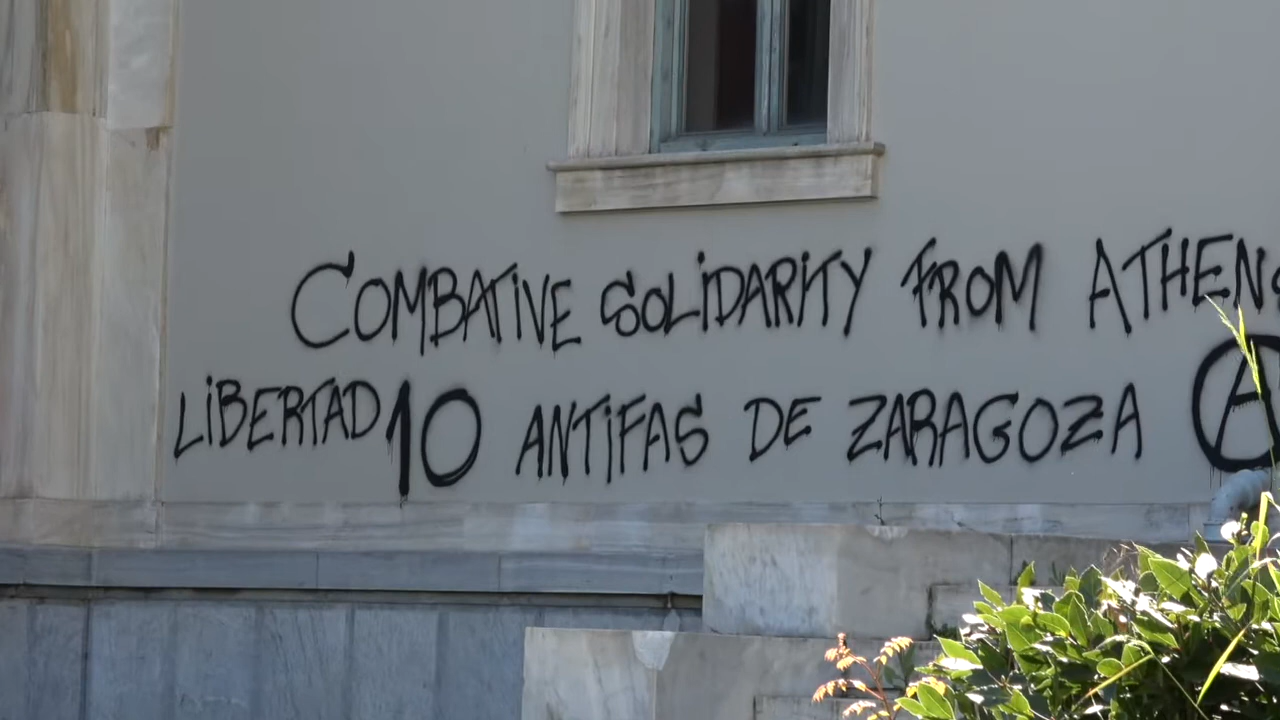 COMBATIVE SOLIDARITY FROM ATHENS
LIBERTAD 10 ANTIFAS DE ZARAGOZA Ⓐ